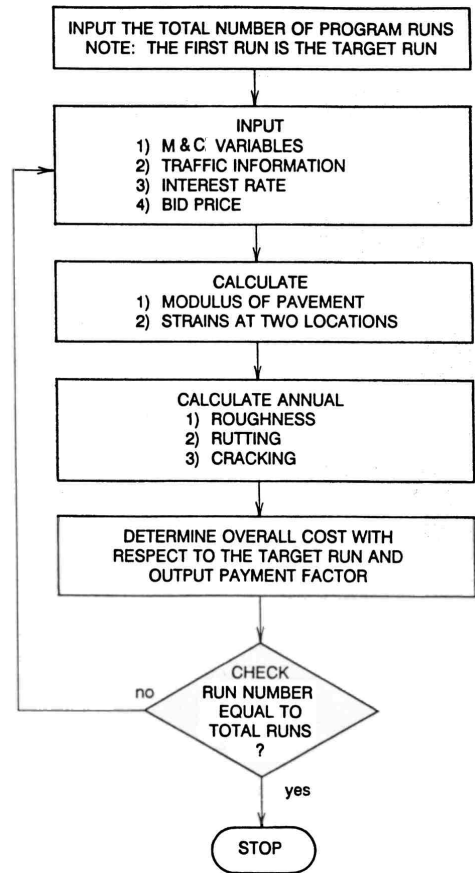 INPUT THE TOTAL NUMBER OF PROGRAM RUNS
NOTE: THE FIRST RUN IS THE TARGET RUN
INPUT
1) M & C VARIABLES
2) TRAFFIC INFORMATION
3) INTEREST RATE
4) BID PRICE
CALCULATE
1) MODULUS OF PAVEMENT
2) STRAINS AT TWO LOCATIONS
CALCULATE ANNUAL
1) ROUGHNESS
2) RUTTING
3) CRACKING
DETERMINE OVERALL COST WITH
RESPECT TO THE TARGET RUN AND
OUTPUT PAYMENT FACTOR
CHECK
no
RUN NUMBER
EQUAL TO
TOTAL RUNS
?
yes
STOP